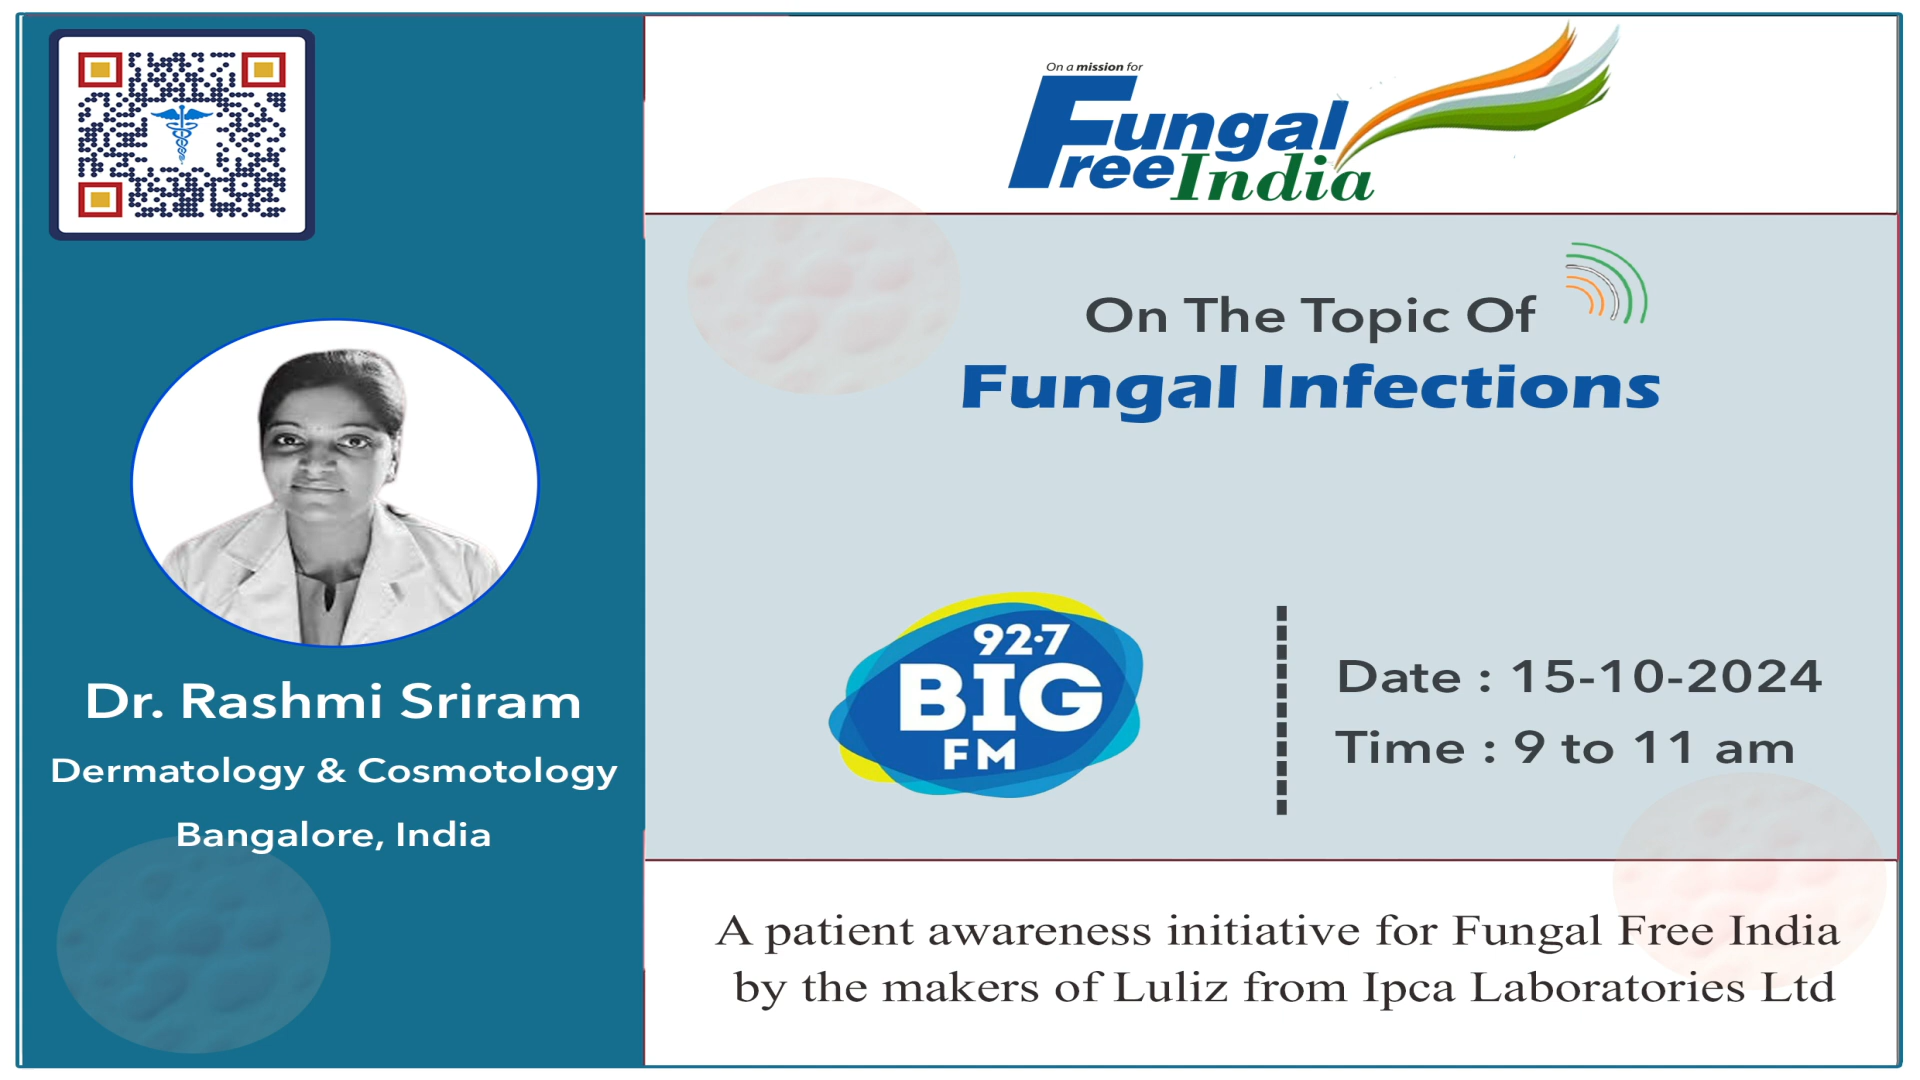 On a mission for
Fungal
Free India
On The Topic Of
Fungal Infections
92.7
BIG
FM
Date : 15-10-2024
Time : 9 to 11 am
Dr. Rashmi Sriram
Dermatology & Cosmotology
Bangalore, India
A patient awareness initiative for Fungal Free India
by the makers of Luliz from Ipca Laboratories Ltd